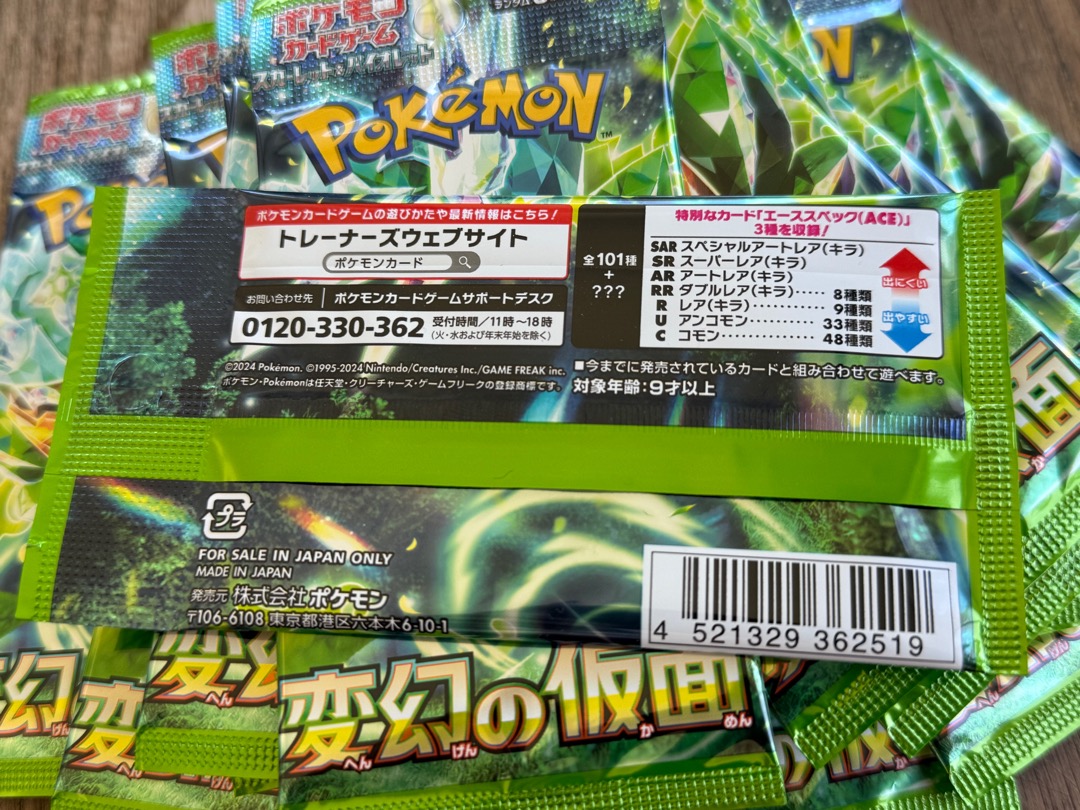 ポケモン
カードゲーム
スカーレット&バイオレット
Pokémon™
ポケモンカードゲームの遊びかたや最新情報はこちら!
トレーナーズウェブサイト
ポケモンカード
お問い合わせ先 ポケモンカードゲームサポートデスク
0120-330-362 受付時間/11時~18時
(火・水および年末年始を除く)
©2024 Pokémon. ©1995-2024 Nintendo/Creatures Inc./GAME FREAK inc.
ポケモン・Pokémonは任天堂・クリーチャーズ・ゲームフリークの登録商標です。
全101種
+
???
特別なカード「エーススペック(ACE)」
3種を収録!
SAR スペシャルアートレア(キラ)
SR スーパーレア(キラ)
AR アートレア(キラ)
RR ダブルレア(キラ)····· 8種類
R レア(キラ)············ 9種類
U アンコモン·········· 33種類
C コモン··············· 48種類
出にくい
出やすい
■今までに発売されているカードと組み合わせて遊べます。
対象年齢:9才以上
プラ
FOR SALE IN JAPAN ONLY
MADE IN JAPAN
発売元 株式会社ポケモン
〒106-6108 東京都港区六本木6-10-1
4 521329 362519
変幻の仮面
へん げん か めん